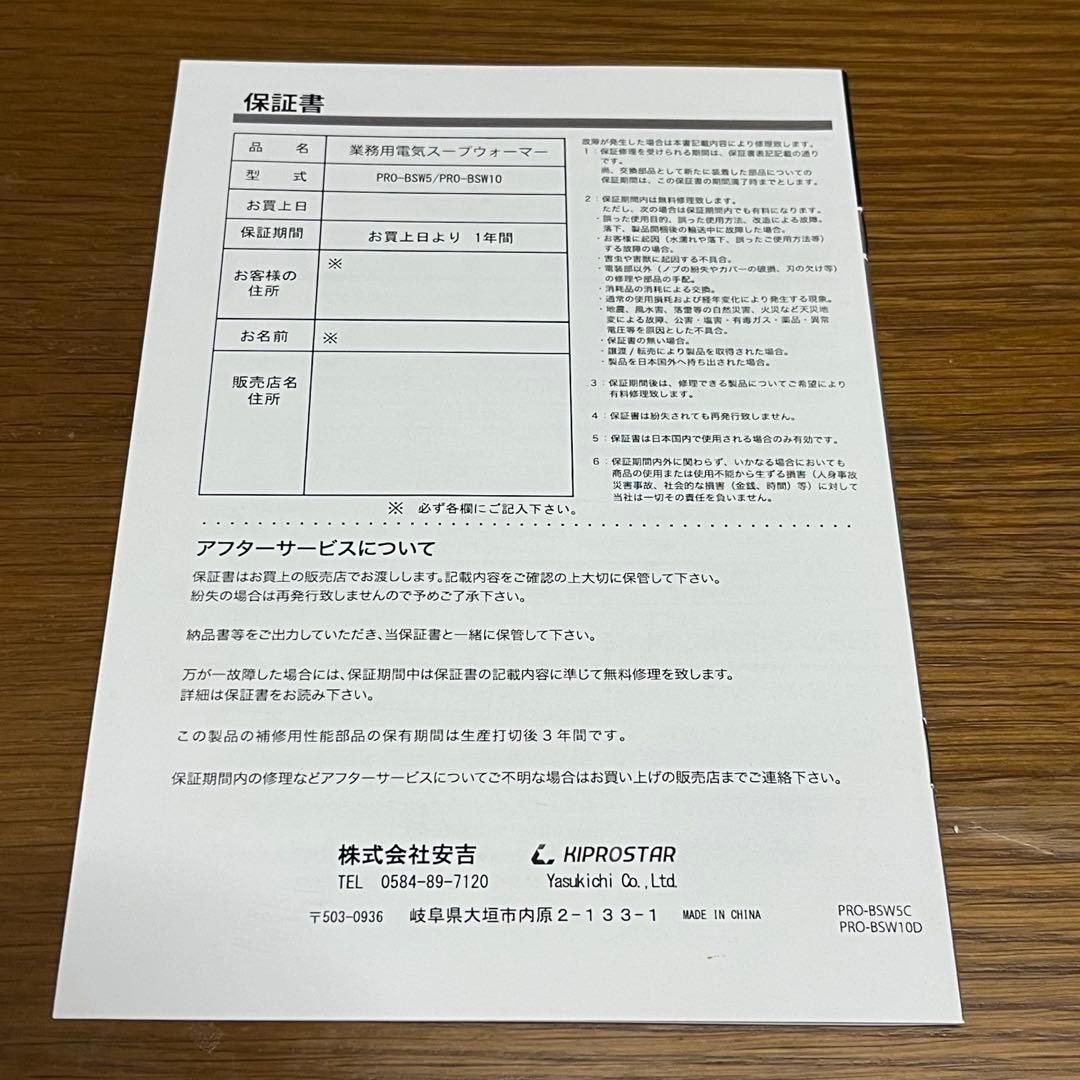 保証書
品 名 業務用電気スープウォーマー
型 式 PRO-BSW5/PRO-BSW10
お買上日
保証期間 お買上日より 1年間
お客様の
住所
※
お名前 ※
販売店名
住所
※ 必ず各欄にご記入下さい。
故障が発生した場合は本書記載内容により修理致します。
1：保証修理を受けられる期間は、保証書表記記載の通り
です。
尚、交換部品として新たに装着した部品についての
保証期間は、この保証書の期間満了時までとします。
2：保証期間内は無料修理致します。
ただし、次の場合は保証期間内でも有料になります。
・誤った使用目的、誤った使用方法、改造による故障。
落下、製品開梱後の輸送中に故障した場合。
・お客様に起因（水濡れや落下、誤ったご使用方法等）
する故障の場合。
・害虫や害獣に起因する不具合。
・電装部以外（ノブの紛失やカバーの破損、刃の欠け等）
の修理や部品の手配。
・消耗品の消耗による交換。
・通常の使用損耗および経年変化により発生する現象。
・地震、風水害、落雷等の自然災害、火災など天災地
変による故障、公害・塩害・有毒ガス・薬品・異常
電圧等を原因とした不具合。
・保証書の無い場合。
・譲渡/転売により製品を取得された場合。
・製品を日本国外へ持ち出された場合。
3：保証期間後は、修理できる製品についてご希望により
有料修理致します。
4：保証書は紛失されても再発行致しません。
5：保証書は日本国内で使用される場合のみ有効です。
6：保証期間内外に関わらず、いかなる場合においても
商品の使用または使用不能から生ずる損害（人身事故
災害事故、社会的な損害（金銭、時間）等）に対して
当社は一切その責任を負いません。
アフターサービスについて
保証書はお買上の販売店でお渡しします。記載内容をご確認の上大切に保管して下さい。
紛失の場合は再発行致しませんので予めご了承下さい。
納品書等をご出力していただき、当保証書と一緒に保管して下さい。
万が一故障した場合には、保証期間中は保証書の記載内容に準じて無料修理を致します。
詳細は保証書をお読み下さい。
この製品の補修用性能部品の保有期間は生産打切後3年間です。
保証期間内の修理などアフターサービスについてご不明な場合はお買い上げの販売店までご連絡下さい。
株式会社安吉 KIPROSTAR
TEL 0584-89-7120 Yasukichi Co.,Ltd.
〒503-0936 岐阜県大垣市内原2-133-1 MADE IN CHINA
PRO-BSW5C
PRO-BSW10D